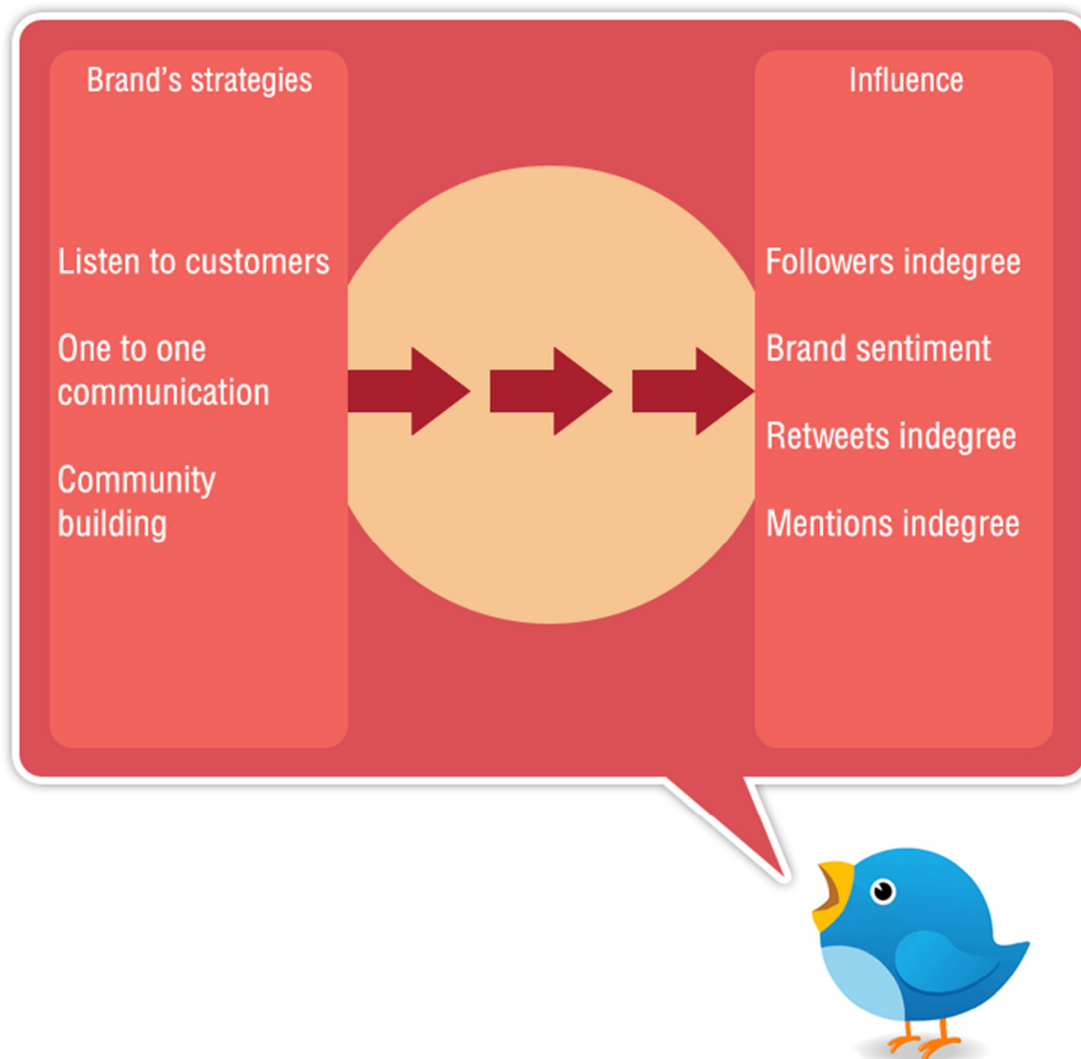 Brand’s strategies
Listen to customers
One to one
communication
Community
building
Influence
Followers indegree
Brand sentiment
Retweets indegree
Mentions indegree